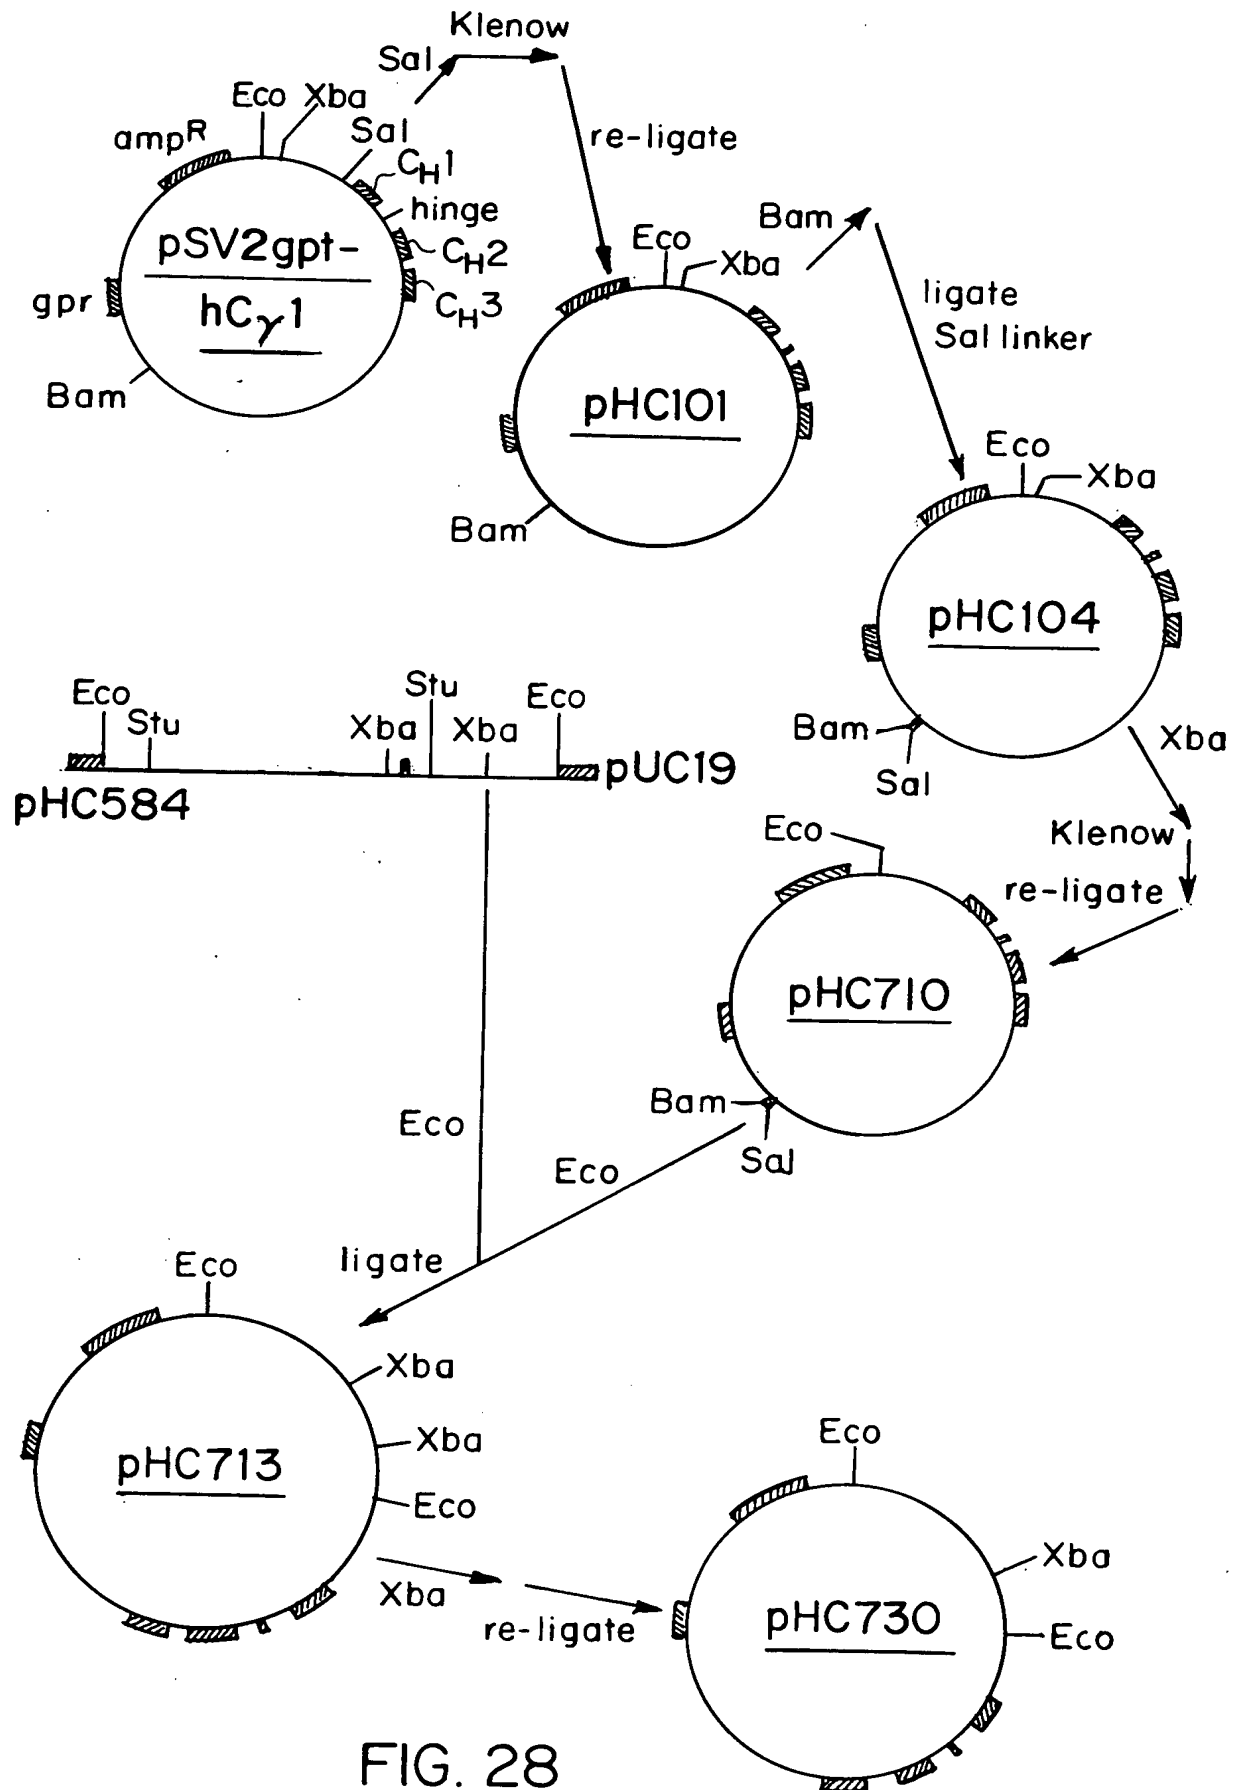 Klenow
Sal
Eco Xba
ampR
Sal
re-ligate
CH1
hinge
CH2
CH3
pSV2gpt-
hCγ1
gpr
Bam
Bam
Eco
Xba
ligate
Sal linker
pHC101
Bam
Eco
Xba
pHC104
Bam
Sal
Xba
Klenow
re-ligate
Eco
Stu
Xba
Stu
Xba
Eco
pUC19
pHC584
Eco
pHC710
Bam
Sal
Eco
Eco
ligate
Eco
Xba
Xba
Eco
pHC713
Xba
re-ligate
Eco
Xba
Eco
pHC730
FIG. 28